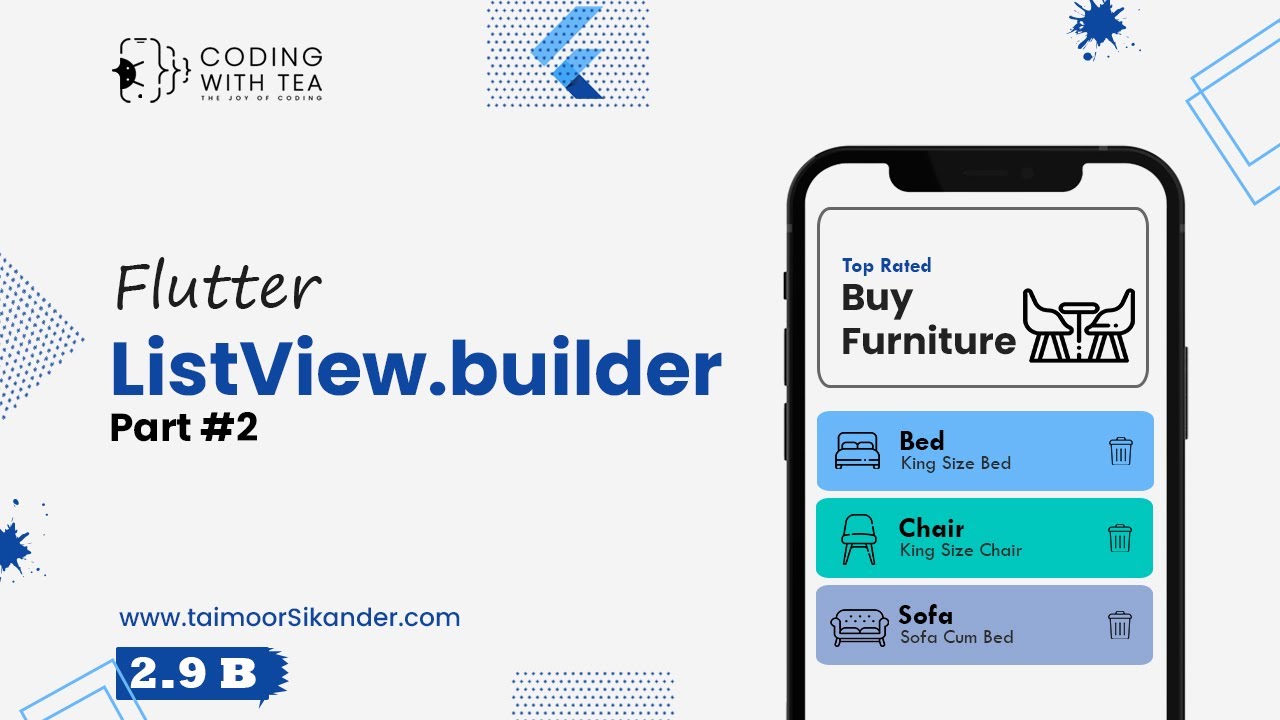 CODING
WITH TEA
THE JOY OF CODING
Flutter
ListView.builder
Part #2
www.taimoorSikander.com
2.9 B
Top Rated
Buy
Furniture
Bed
King Size Bed
Chair
King Size Chair
Sofa
Sofa Cum Bed